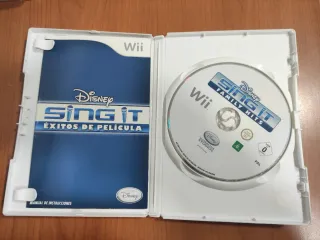 Wii
Disney
Sing iT
ÉXITOS DE PELÍCULA
MANUAL DE INSTRUCCIONES
Disney
Disney
Sing iT
FAMILY HITS
Wii